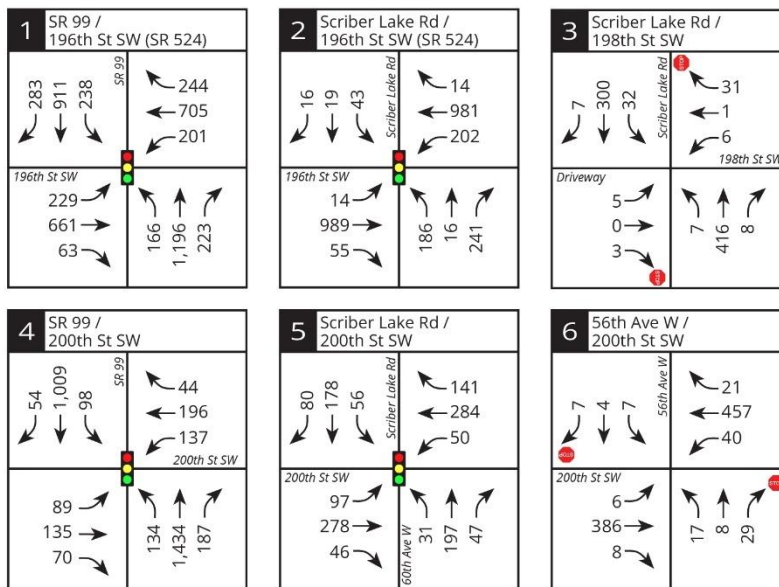 1
SR 99 /
196th St SW (SR 524)
SR 99
283
911
238
244
705
201
196th St SW
229
661
63
166
1,196
223
2
Scriber Lake Rd /
196th St SW (SR 524)
Scriber Lake Rd
16
19
43
14
981
202
196th St SW
14
989
55
186
16
241
3
Scriber Lake Rd /
198th St SW
Scriber Lake Rd
STOP
7
300
32
31
1
6
198th St SW
Driveway
5
0
3
7
416
8
STOP
4
SR 99 /
200th St SW
SR 99
54
1,009
98
44
196
137
200th St SW
89
135
70
134
1,434
187
5
Scriber Lake Rd /
200th St SW
Scriber Lake Rd
80
178
56
141
284
50
200th St SW
97
278
46
60th Ave W
31
197
47
6
56th Ave W /
200th St SW
56th Ave W
7
4
7
21
457
40
STOP
200th St SW
STOP
6
386
8
17
8
29